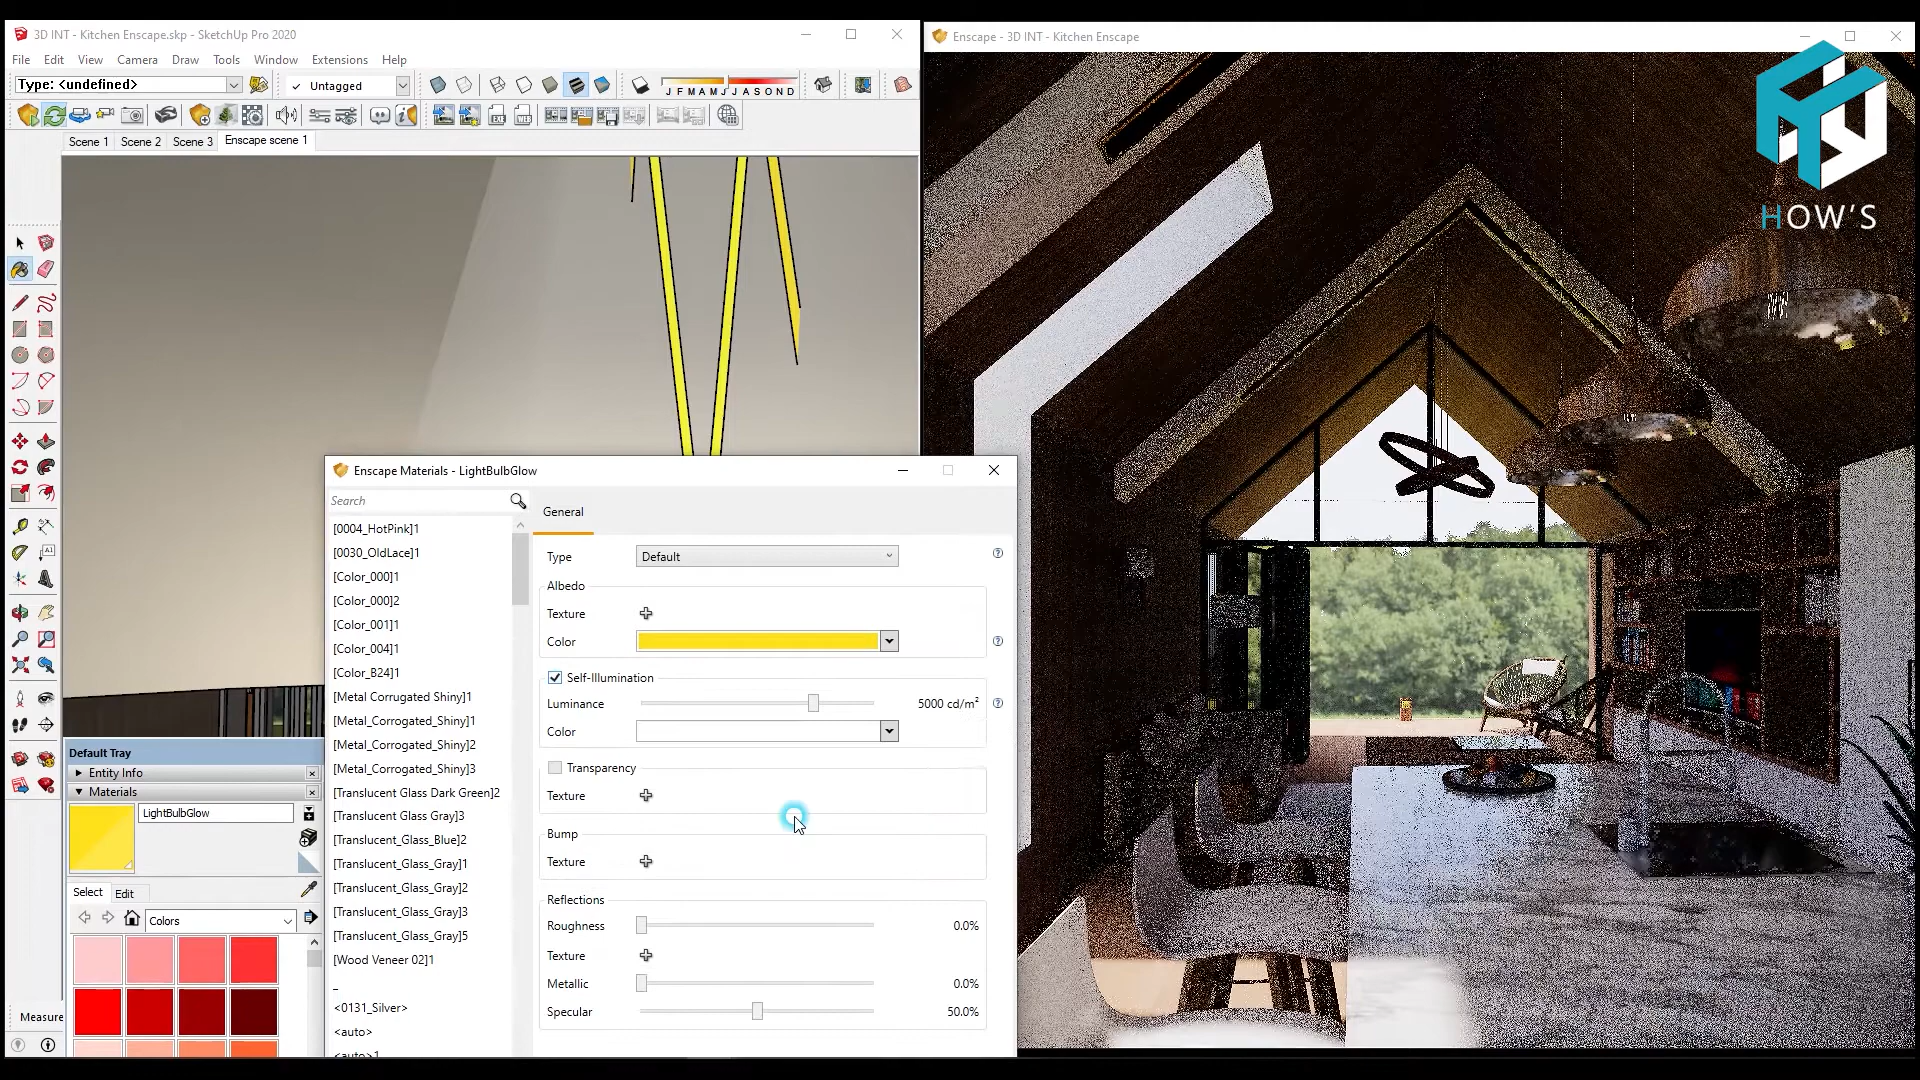 3D INT - Kitchen Enscape.skp - SketchUp Pro 2020
File Edit View Camera Draw Tools Window Extensions Help
Type: <undefined>
✓ Untagged
J F M A M J J A S O N D
Scene 1 Scene 2 Scene 3 Enscape scene 1
Enscape - 3D INT - Kitchen Enscape
HOW'S
Enscape Materials - LightBulbGlow
Search
[0004_HotPink]1
[0030_OldLace]1
[Color_000]1
[Color_000]2
[Color_001]1
[Color_004]1
[Color_B24]1
[Metal Corrugated Shiny]1
[Metal_Corrogated_Shiny]1
[Metal_Corrogated_Shiny]2
[Metal_Corrogated_Shiny]3
[Translucent Glass Dark Green]2
[Translucent Glass Gray]3
[Translucent_Glass_Blue]2
[Translucent_Glass_Gray]1
[Translucent_Glass_Gray]2
[Translucent_Glass_Gray]3
[Translucent_Glass_Gray]5
[Wood Veneer 02]1
_
<0131_Silver>
<auto>
<auto>1
General
Type Default
Albedo
Texture
Color
Self-Illumination
Luminance 5000 cd/m²
Color
Transparency
Texture
Bump
Texture
Reflections
Roughness 0.0%
Texture
Metallic 0.0%
Specular 50.0%
Default Tray
Entity Info
Materials
LightBulbGlow
Select Edit
Colors
Measure